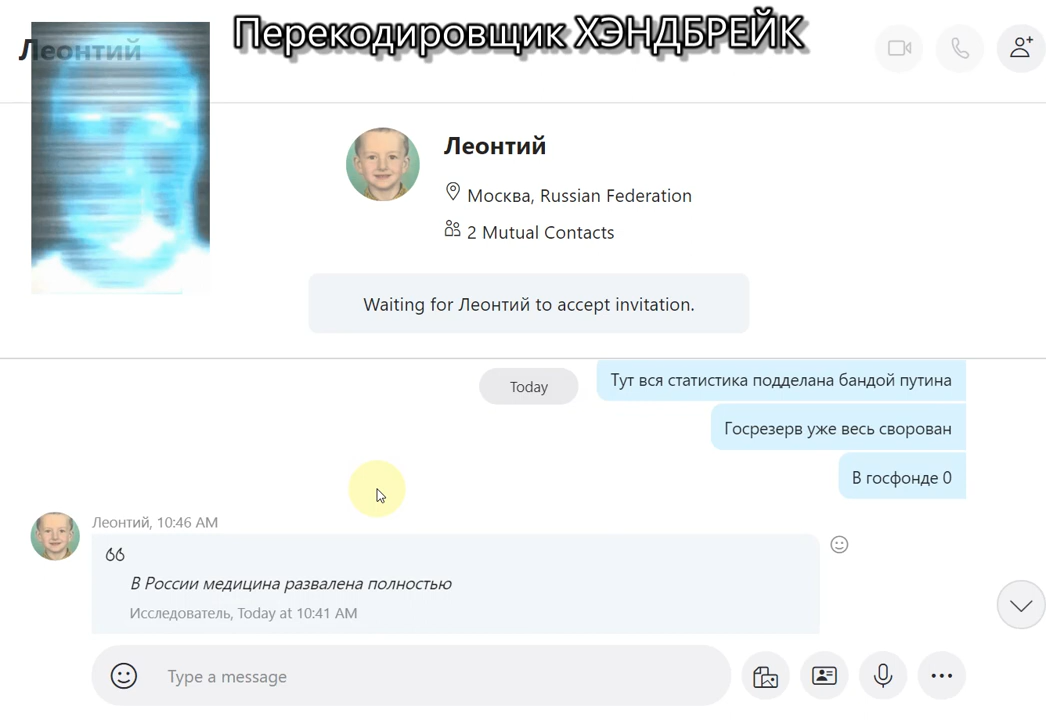 Перекодировщик ХЭНДБРЕЙК
Леонтий
Леонтий
Москва, Russian Federation
2 Mutual Contacts
Waiting for Леонтий to accept invitation.
Today
Тут вся статистика подделана бандой путина
Госрезерв уже весь сворован
В госфонде 0
Леонтий, 10:46 AM
В России медицина развалена полностью
Исследователь, Today at 10:41 AM
Type a message